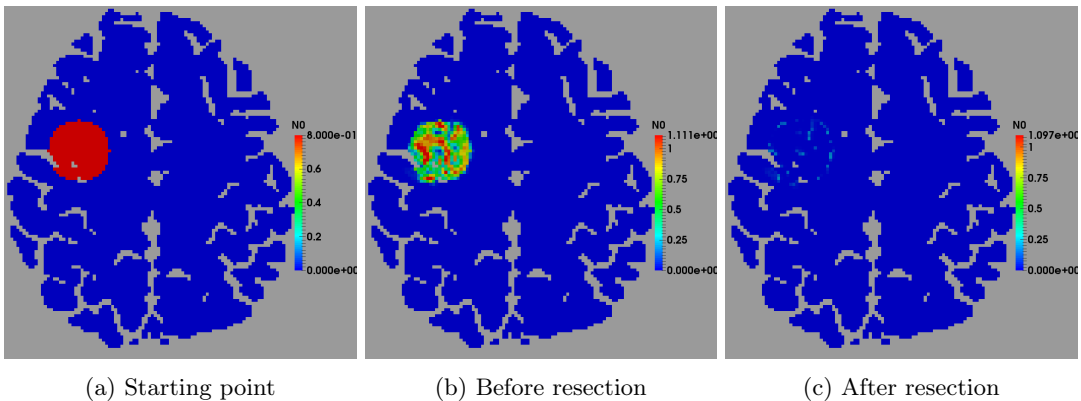 N0
8.000e-01
0.6
0.4
0.2
0.000e+00
N0
1.111e+00
1
0.75
0.5
0.25
0.000e+00
N0
1.097e+00
1
0.75
0.5
0.25
0.000e+00
(a) Starting point
(b) Before resection
(c) After resection